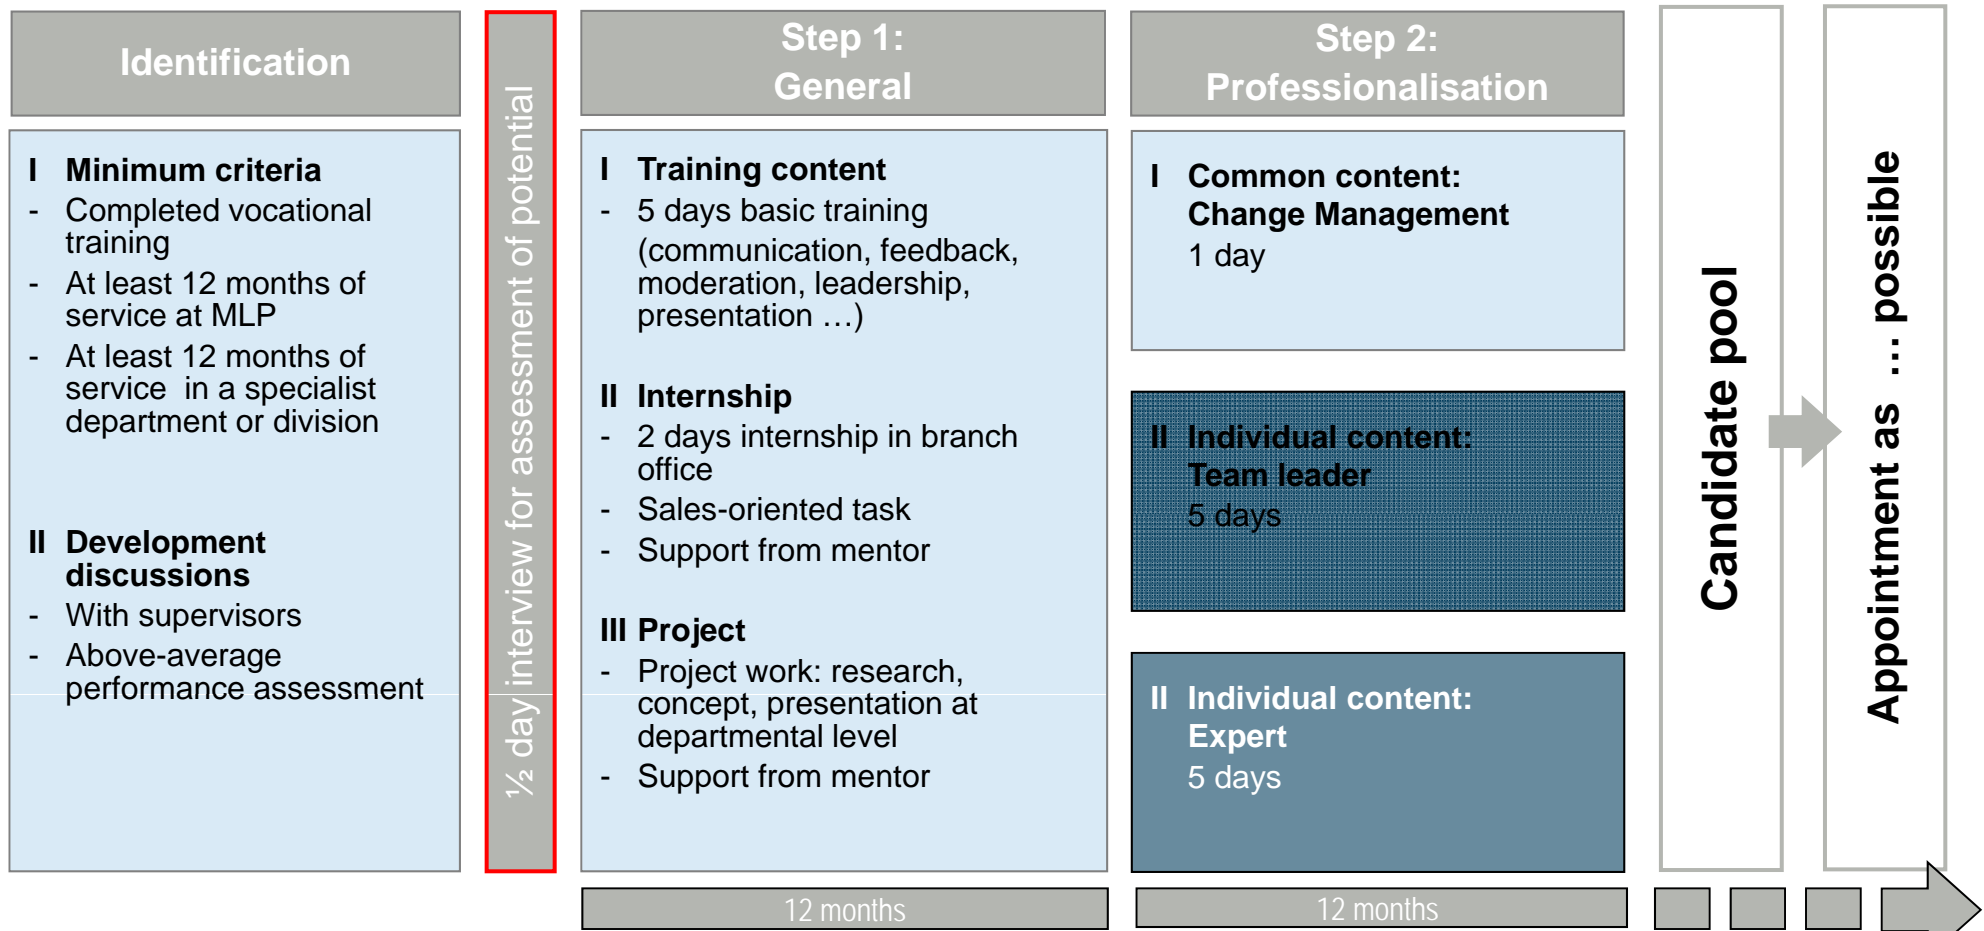 Identification
I Minimum criteria
- Completed vocational
training
- At least 12 months of
service at MLP
- At least 12 months of
service in a specialist
department or division
II Development
discussions
- With supervisors
- Above-average
performance assessment
½ day interview for assessment of potential
Step 1:
General
I Training content
- 5 days basic training
(communication, feedback,
moderation, leadership,
presentation …)
II Internship
- 2 days internship in branch
office
- Sales-oriented task
- Support from mentor
III Project
- Project work: research,
concept, presentation at
departmental level
- Support from mentor
12 months
Step 2:
Professionalisation
I Common content:
Change Management
1 day
II Individual content:
Team leader
5 days
II Individual content:
Expert
5 days
12 months
Candidate pool
Appointment as … possible